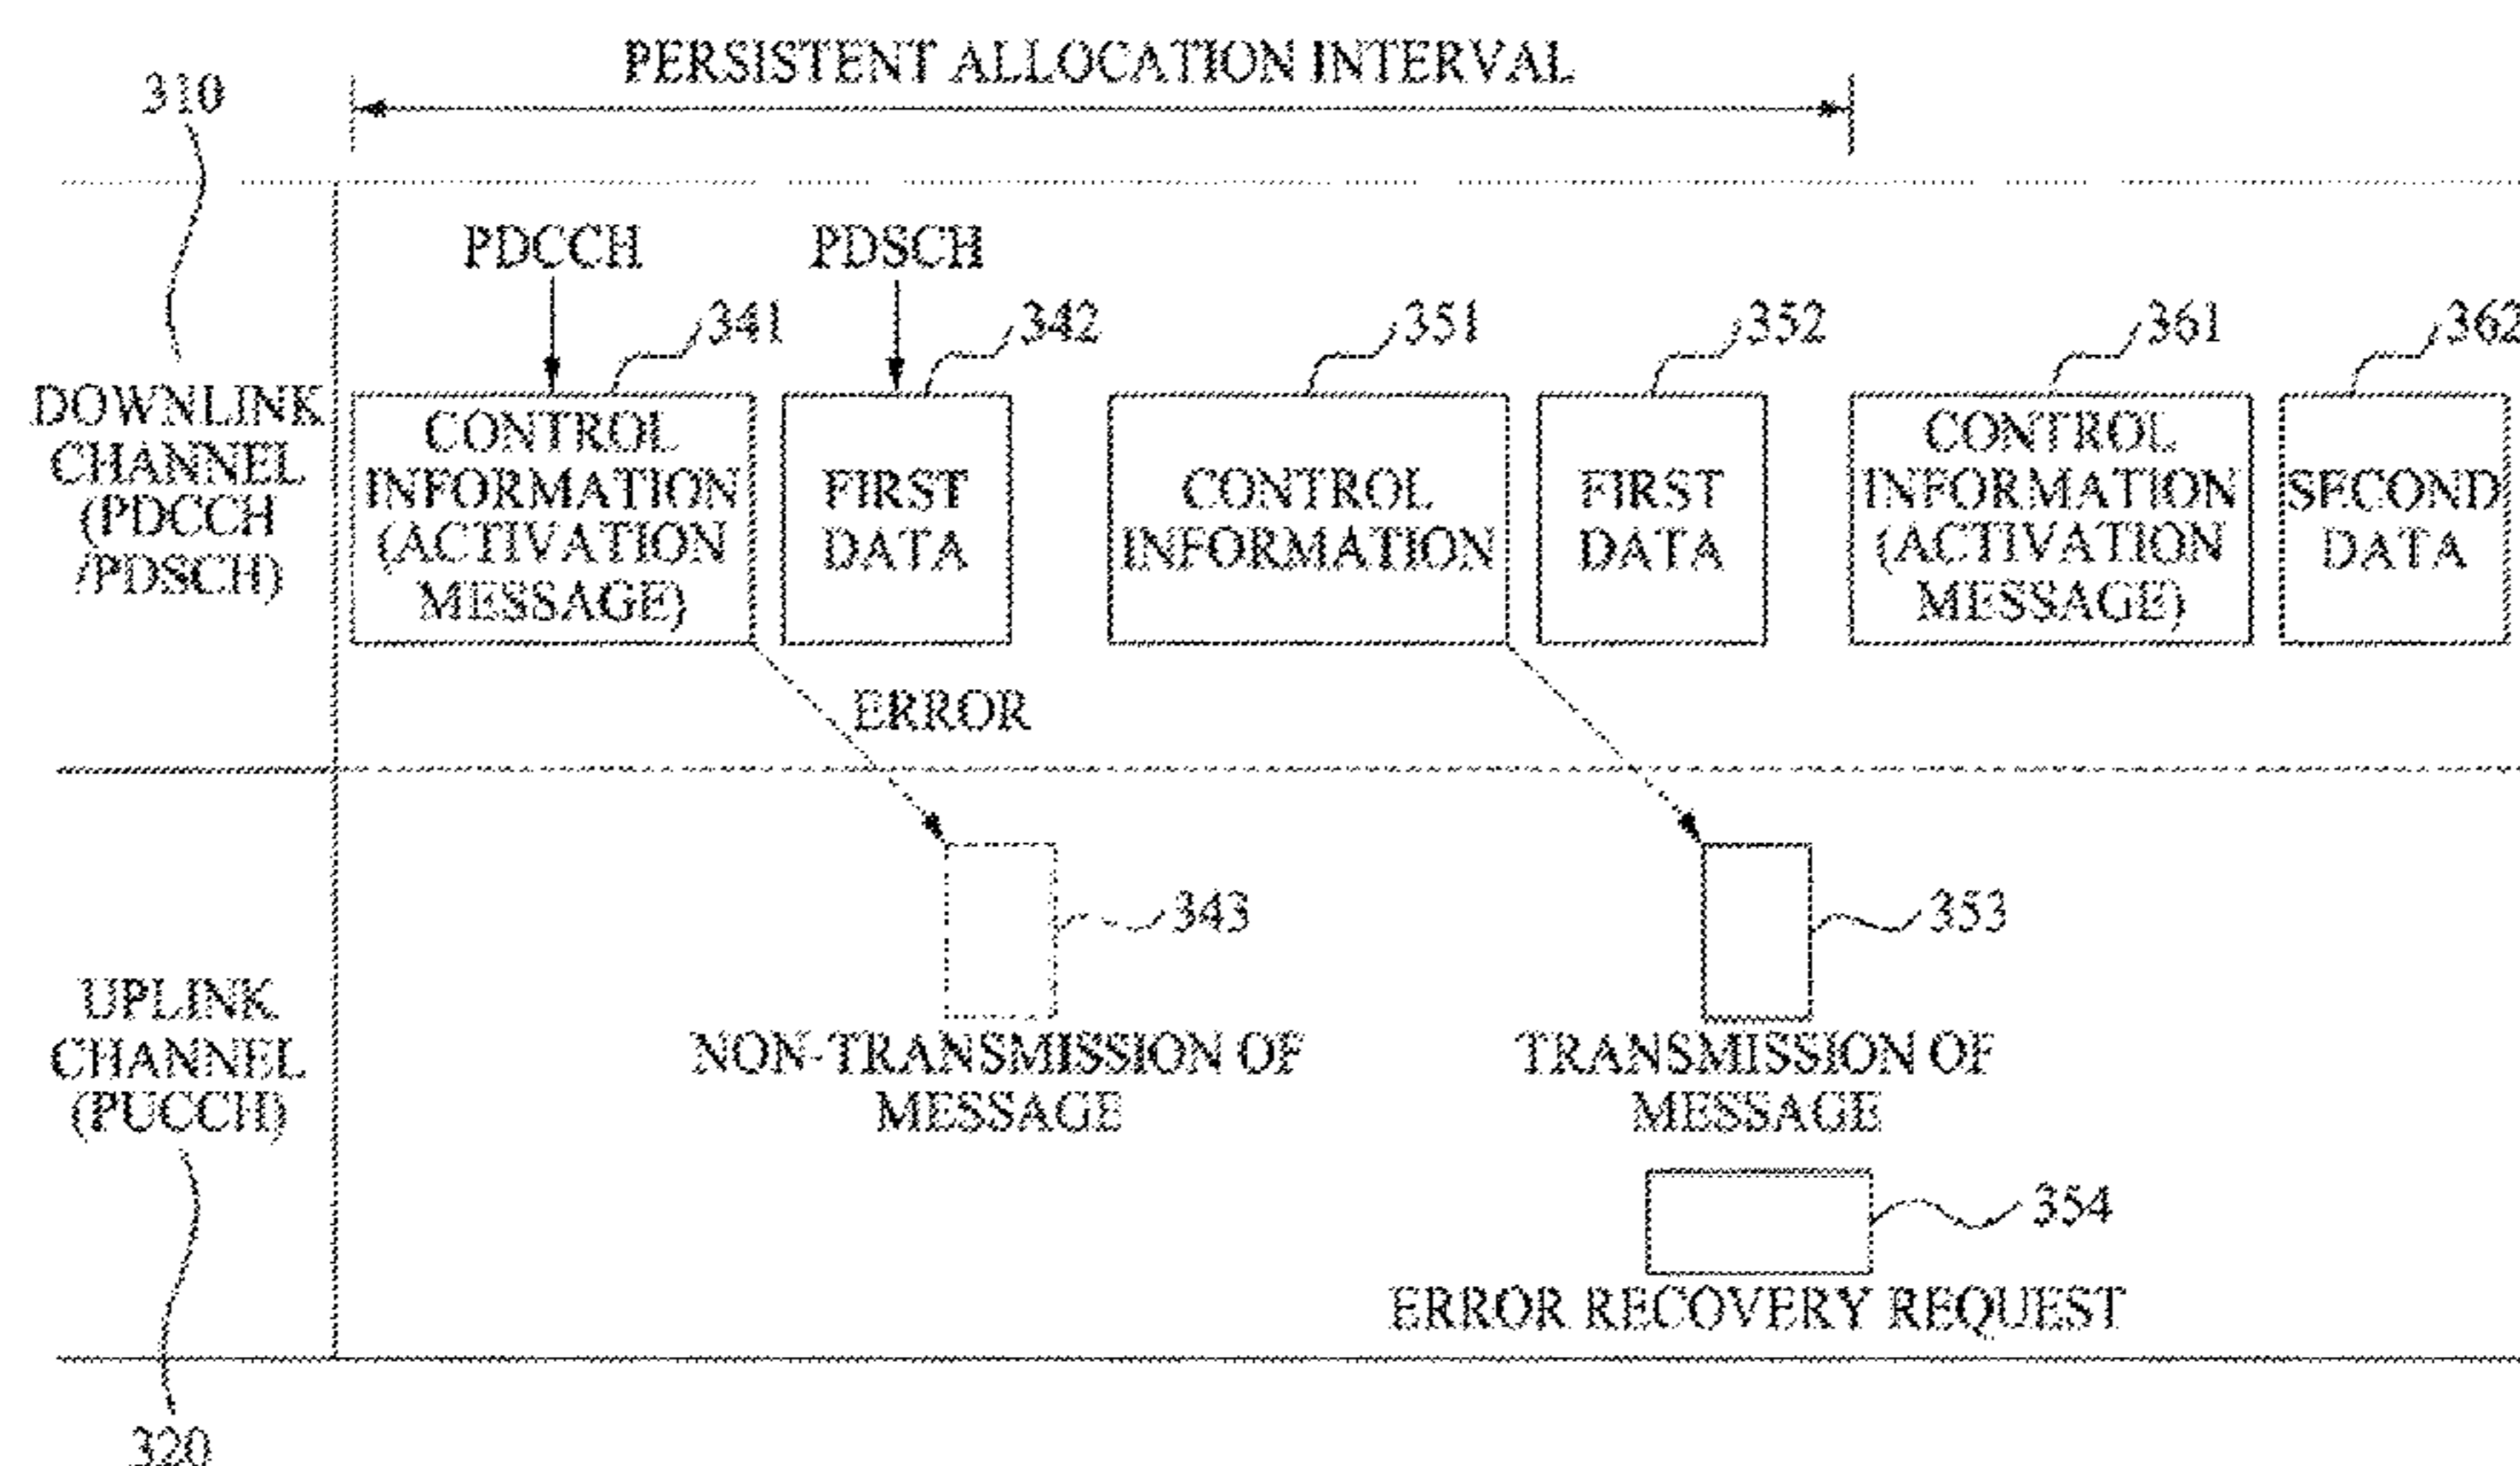 PERSISTENT ALLOCATION INTERVAL
310
PDCCH
PDSCH
341
342
351
352
361
362
DOWNLINK
CHANNEL
(PDCCH
/PDSCH)
CONTROL
INFORMATION
(ACTIVATION
MESSAGE)
FIRST
DATA
CONTROL
INFORMATION
FIRST
DATA
CONTROL
INFORMATION
(ACTIVATION
MESSAGE)
SECOND
DATA
ERROR
343
353
UPLINK
CHANNEL
(PUCCH)
NON-TRANSMISSION OF
MESSAGE
TRANSMISSION OF
MESSAGE
354
ERROR RECOVERY REQUEST
320